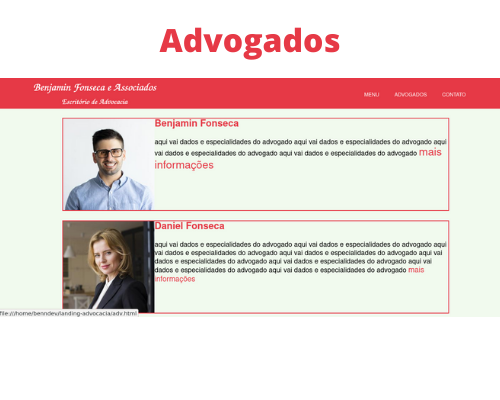 Advogados
Benjamin Fonseca e Associados
Escritório de Advocacia
MENU ADVOGADOS CONTATO
Benjamin Fonseca
aqui vai dados e especialidades do advogado aqui vai dados e especialidades do advogado aqui
vai dados e especialidades do advogado aqui vai dados e especialidades do advogado mais
informações
Daniel Fonseca
aqui vai dados e especialidades do advogado aqui vai dados e especialidades do advogado aqui
vai dados e especialidades do advogado aqui vai dados e especialidades do advogado aqui vai
dados e especialidades do advogado aqui vai dados e especialidades do advogado aqui vai
dados e especialidades do advogado aqui vai dados e especialidades do advogado mais
informações
file:///home/benndev/landing-advocacia/adv.html